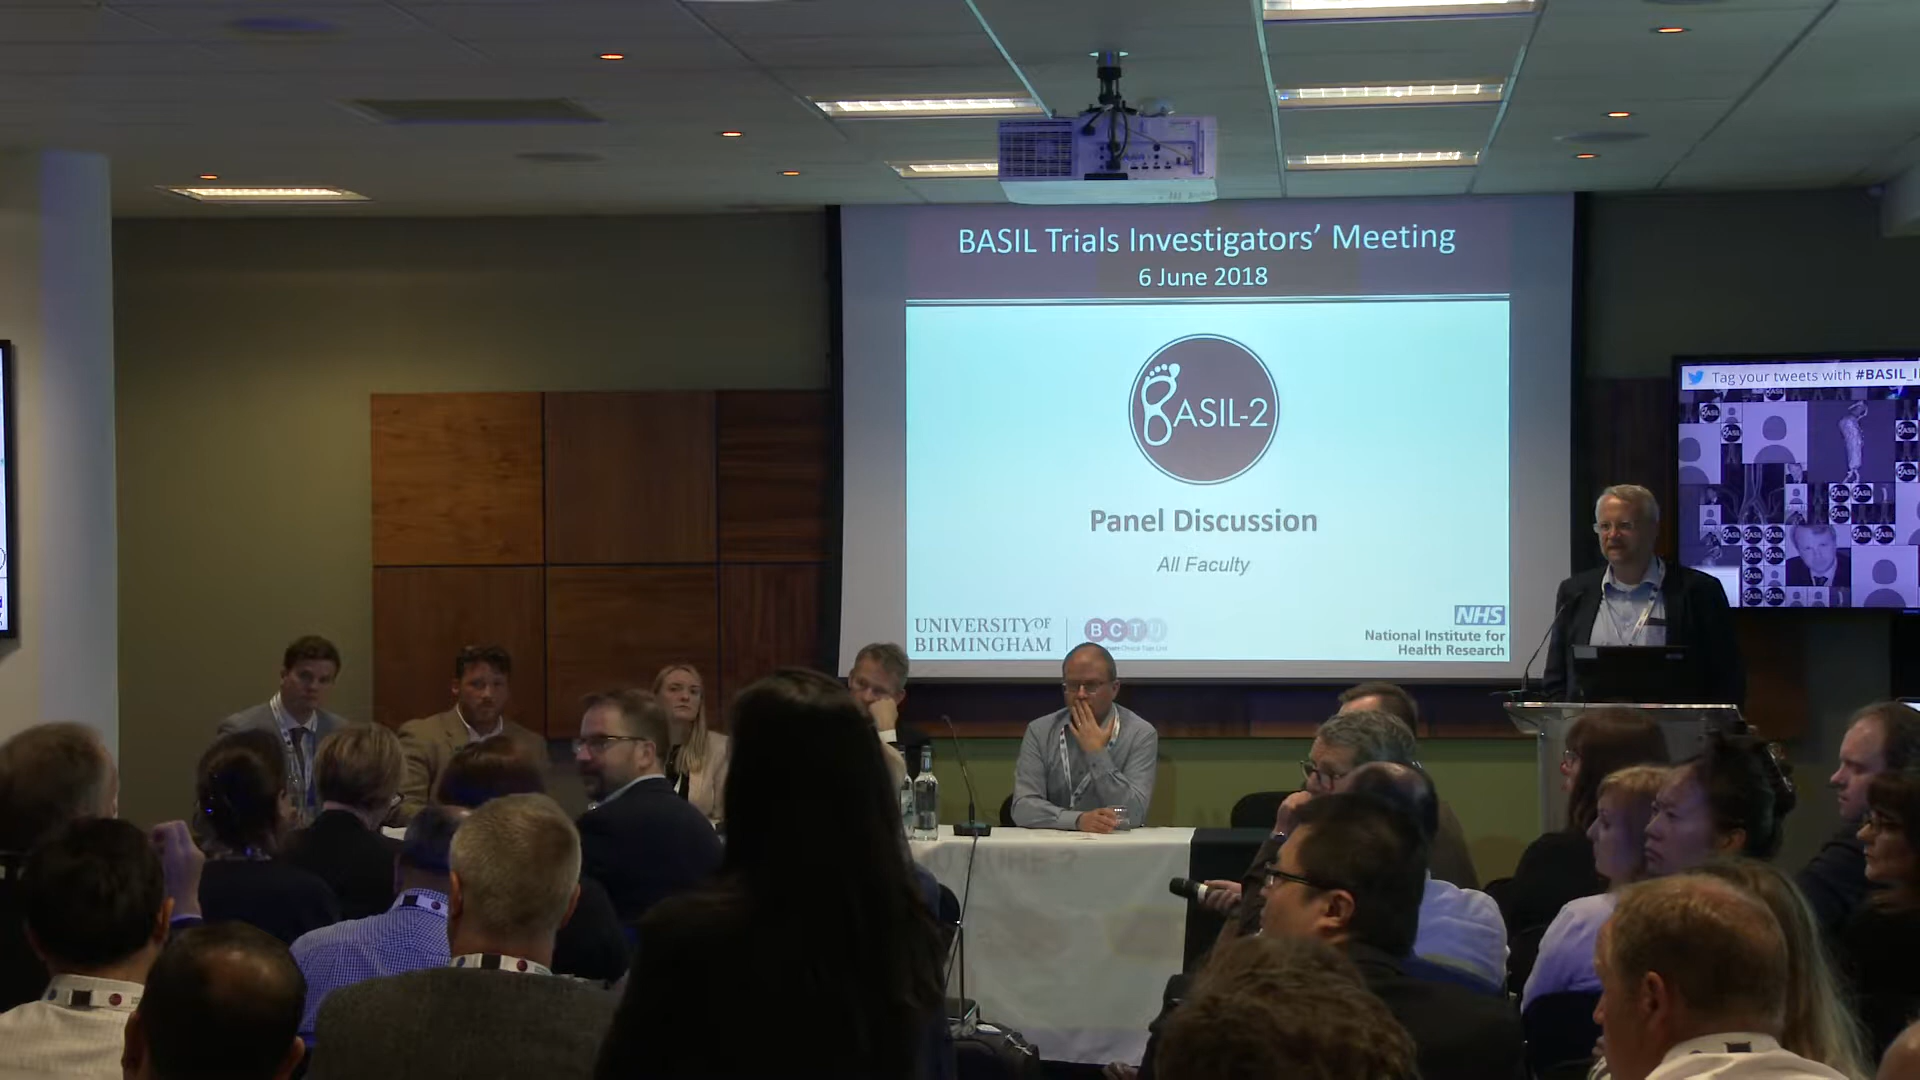 BASIL Trials Investigators’ Meeting
6 June 2018
BASIL-2
Panel Discussion
All Faculty
UNIVERSITY OF
BIRMINGHAM
BCTU
NHS
National Institute for
Health Research
Tag your tweets with #BASIL_